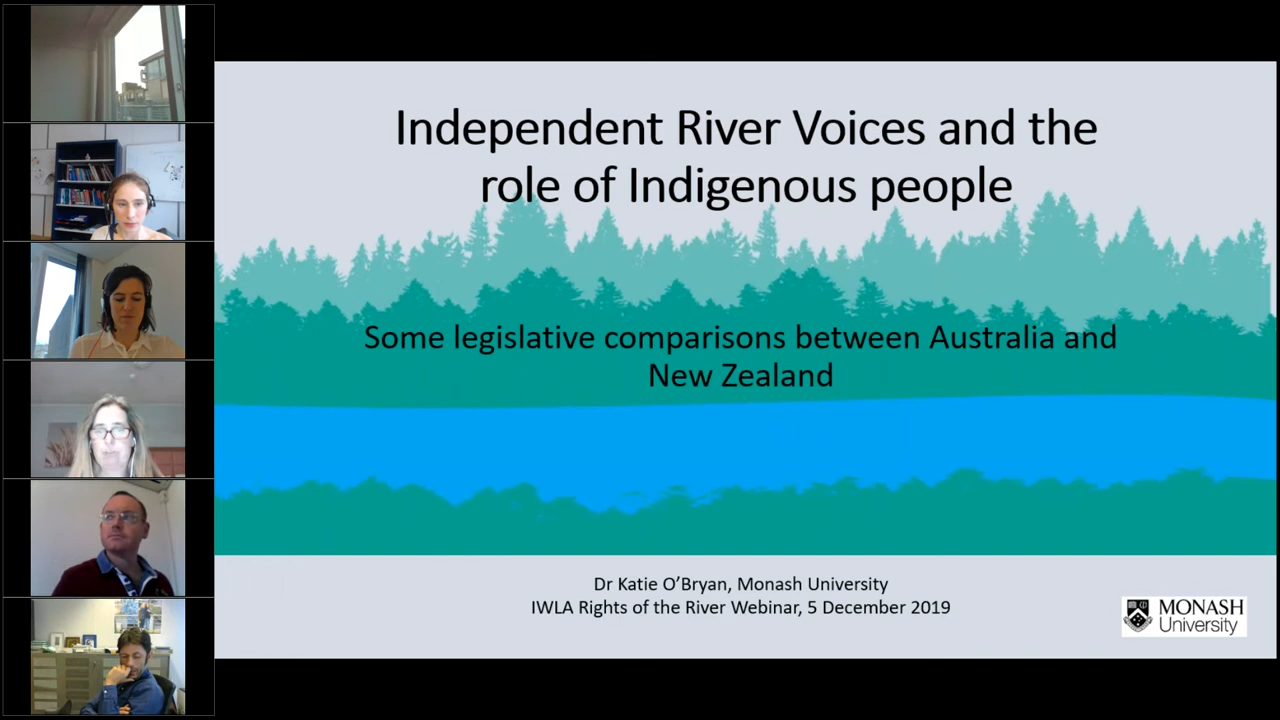 Independent River Voices and the
role of Indigenous people
Some legislative comparisons between Australia and
New Zealand
Dr Katie O'Bryan, Monash University
IWLA Rights of the River Webinar, 5 December 2019
MONASH
University